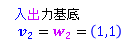 入出力基底
v₂ = w₂ = (1,1)